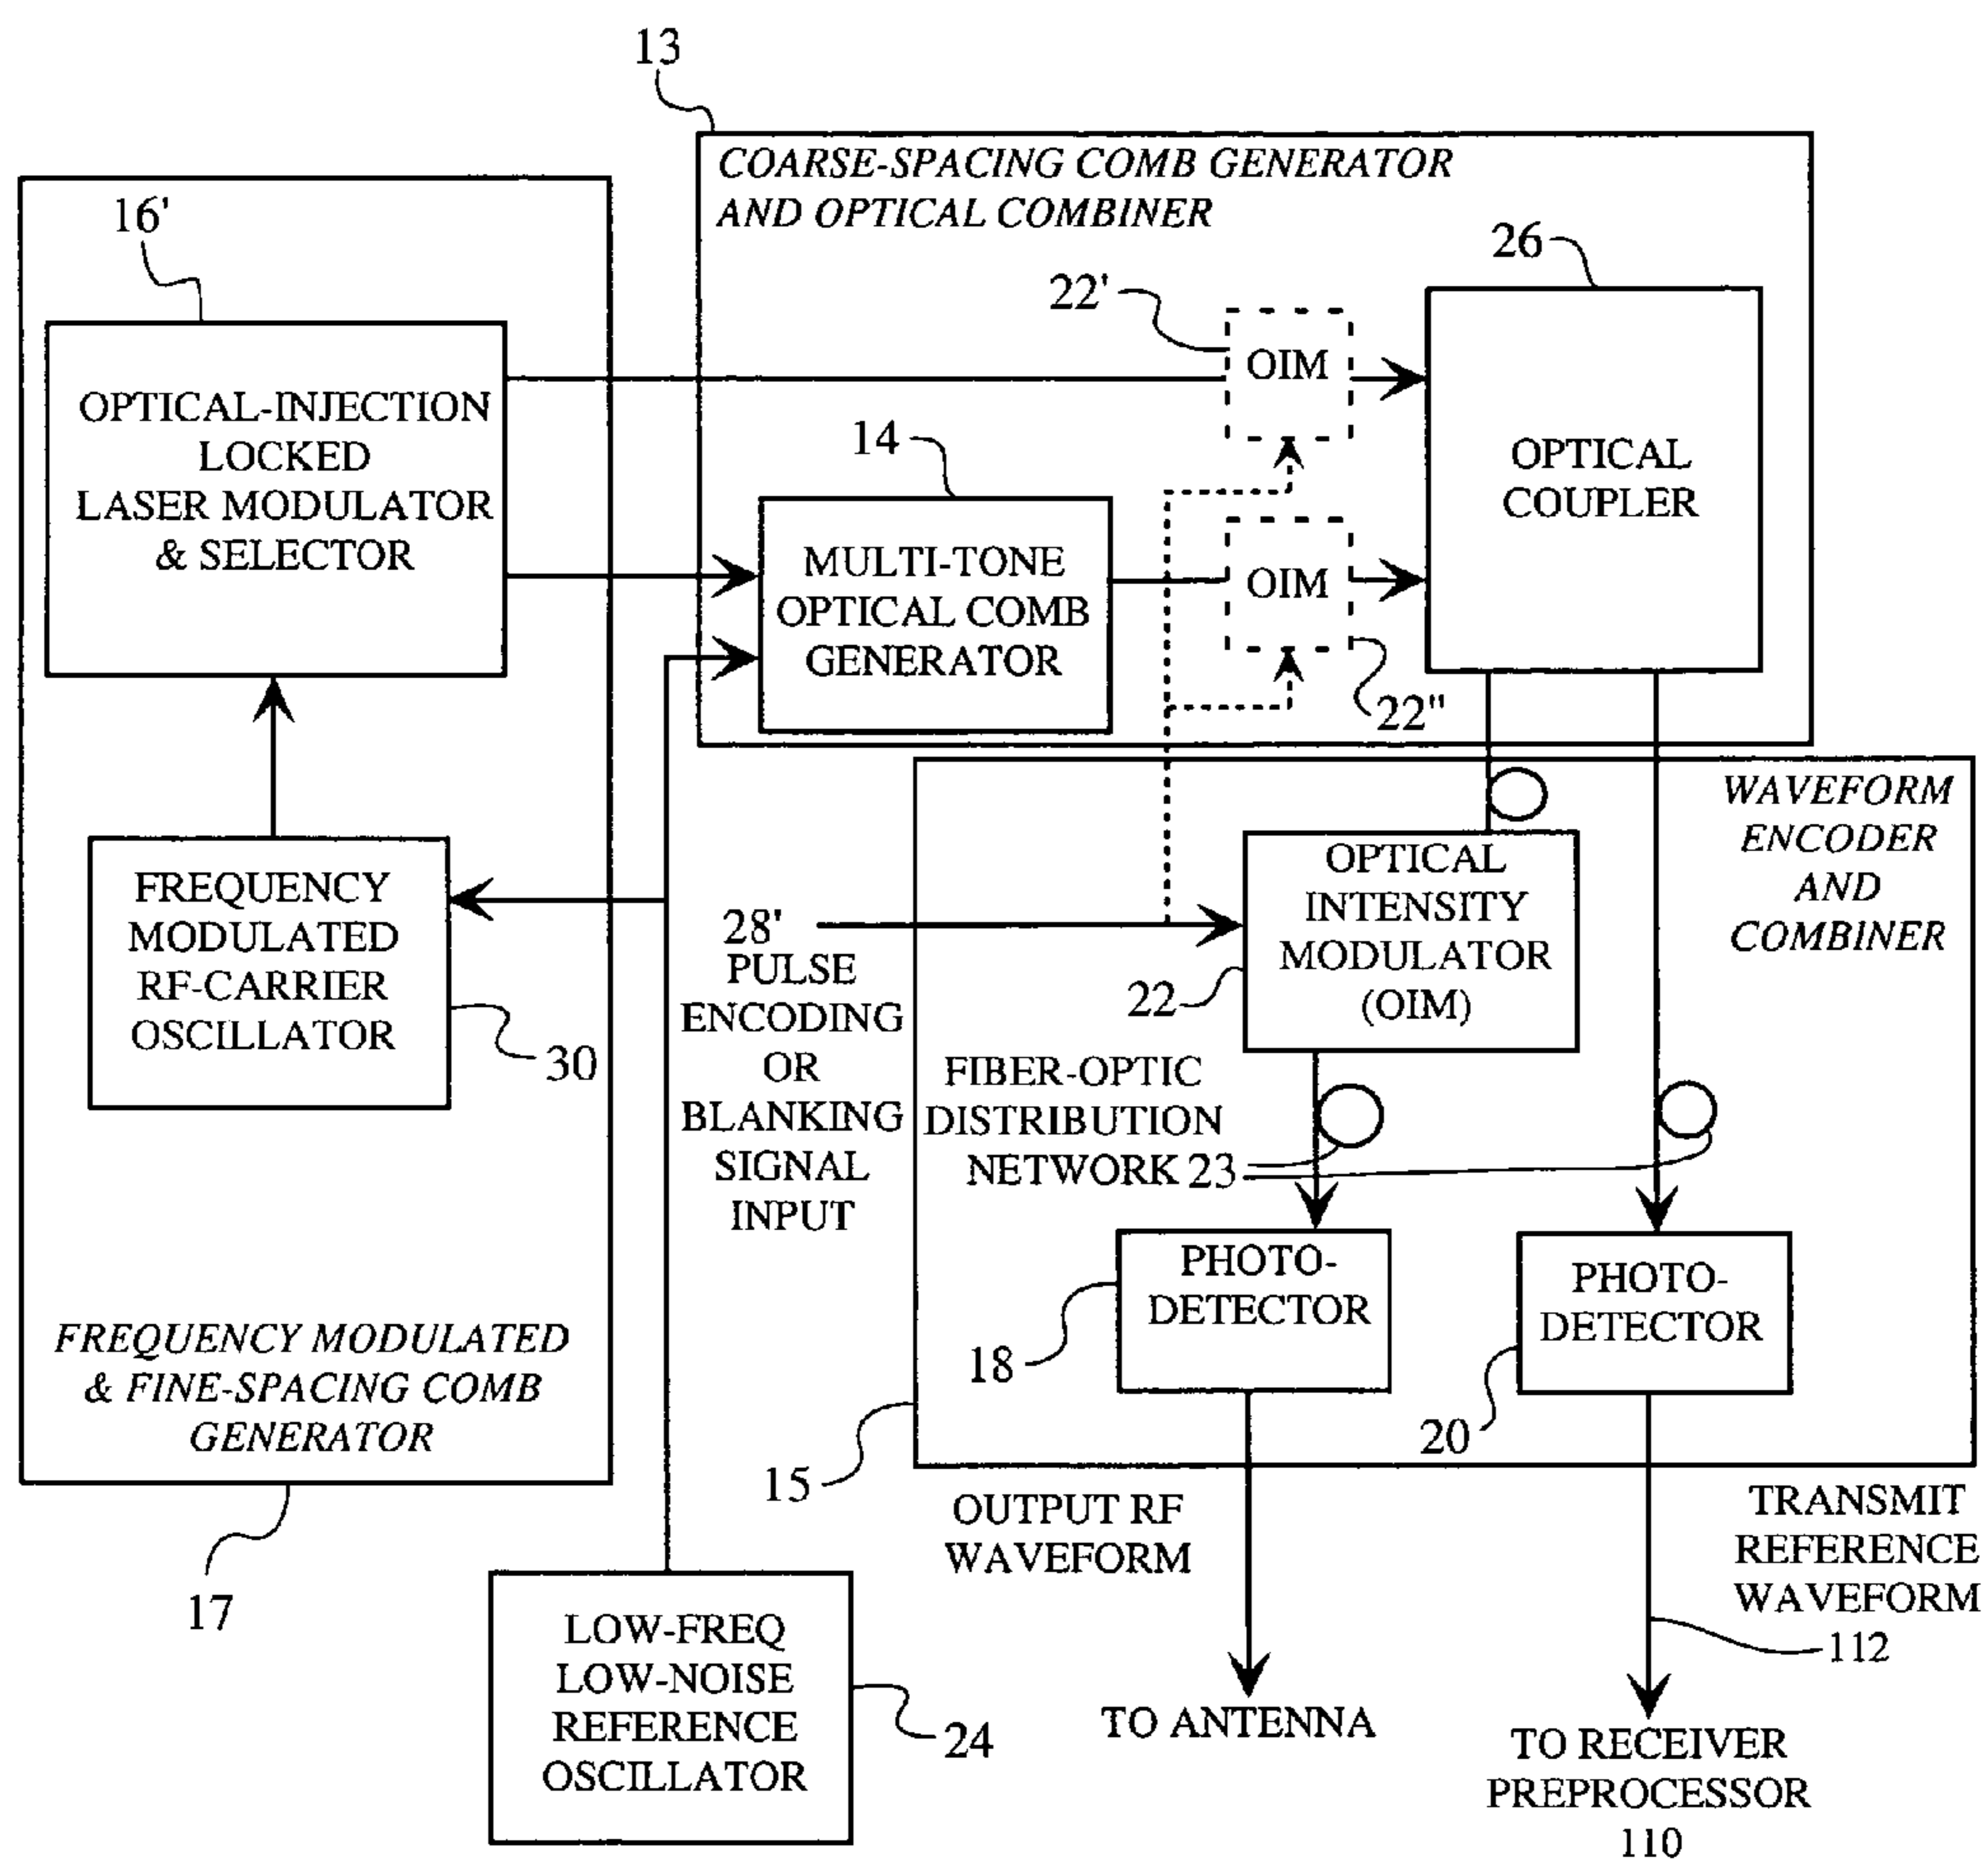 13
COARSE-SPACING COMB GENERATOR
AND OPTICAL COMBINER
16'
OPTICAL-INJECTION
LOCKED
LASER MODULATOR
& SELECTOR
22'
OIM
26
OPTICAL
COUPLER
14
MULTI-TONE
OPTICAL COMB
GENERATOR
OIM
22"
FREQUENCY
MODULATED
RF-CARRIER
OSCILLATOR
30
FREQUENCY MODULATED
& FINE-SPACING COMB
GENERATOR
17
28'
PULSE
ENCODING
OR
BLANKING
SIGNAL
INPUT
WAVEFORM
ENCODER
AND
COMBINER
OPTICAL
INTENSITY
MODULATOR
(OIM)
22
FIBER-OPTIC
DISTRIBUTION
NETWORK 23
PHOTO-
DETECTOR
18
PHOTO-
DETECTOR
20
15
OUTPUT RF
WAVEFORM
TRANSMIT
REFERENCE
WAVEFORM
112
LOW-FREQ
LOW-NOISE
REFERENCE
OSCILLATOR
24
TO ANTENNA
TO RECEIVER
PREPROCESSOR
110